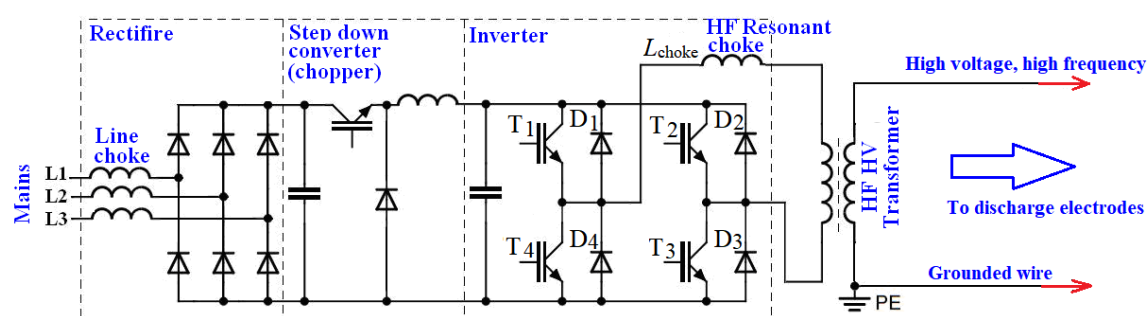 Rectifire
Step down
converter
(chopper)
Inverter
HF Resonant
choke
Lchoke
High voltage, high frequency
Line
choke
Mains
L1
L2
L3
T1
D1
T2
D2
T4
D4
T3
D3
HF HV
Transformer
To discharge electrodes
Grounded wire
PE